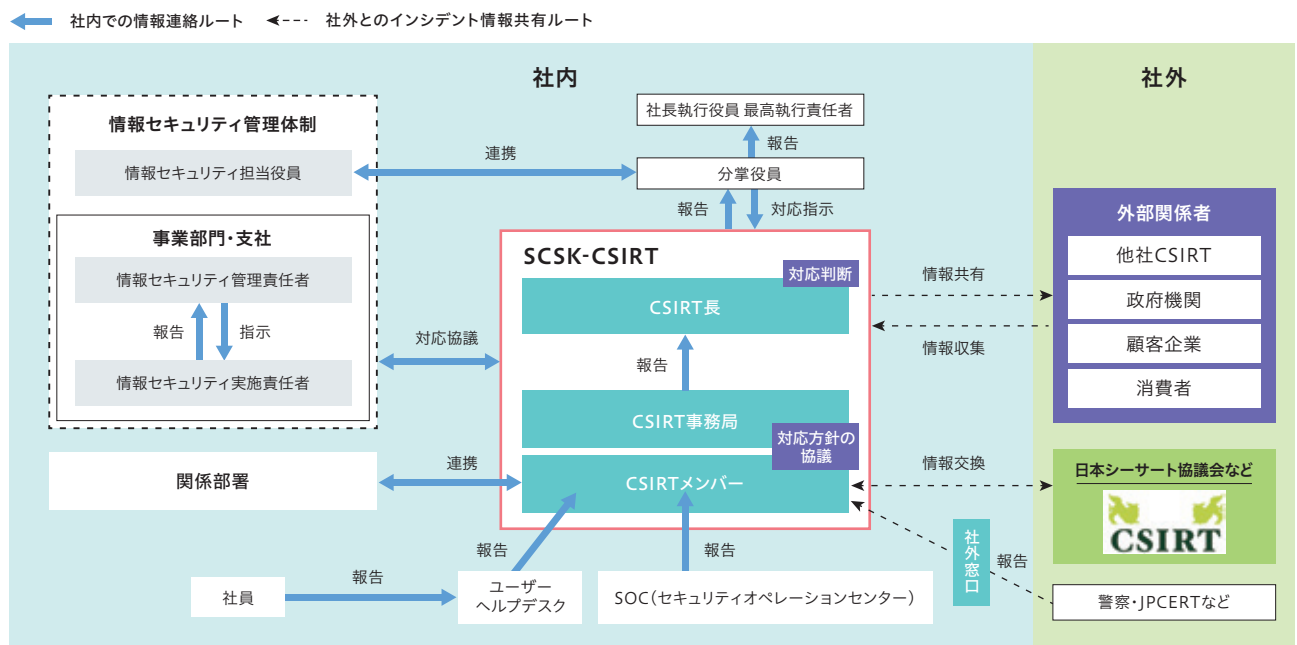 社内での情報連絡ルート
社外とのインシデント情報共有ルート
社内
社外
情報セキュリティ管理体制
情報セキュリティ担当役員
事業部門・支社
情報セキュリティ管理責任者
報告
指示
情報セキュリティ実施責任者
関係部署
連携
社長執行役員 最高執行責任者
報告
分掌役員
報告
対応指示
対応協議
連携
SCSK-CSIRT
対応判断
CSIRT長
報告
CSIRT事務局
対応方針の
協議
CSIRTメンバー
報告
報告
社員
報告
ユーザー
ヘルプデスク
SOC(セキュリティオペレーションセンター)
情報共有
情報収集
情報交換
社外窓口
報告
外部関係者
他社CSIRT
政府機関
顧客企業
消費者
日本シーサート協議会など
CSIRT
警察・JPCERTなど